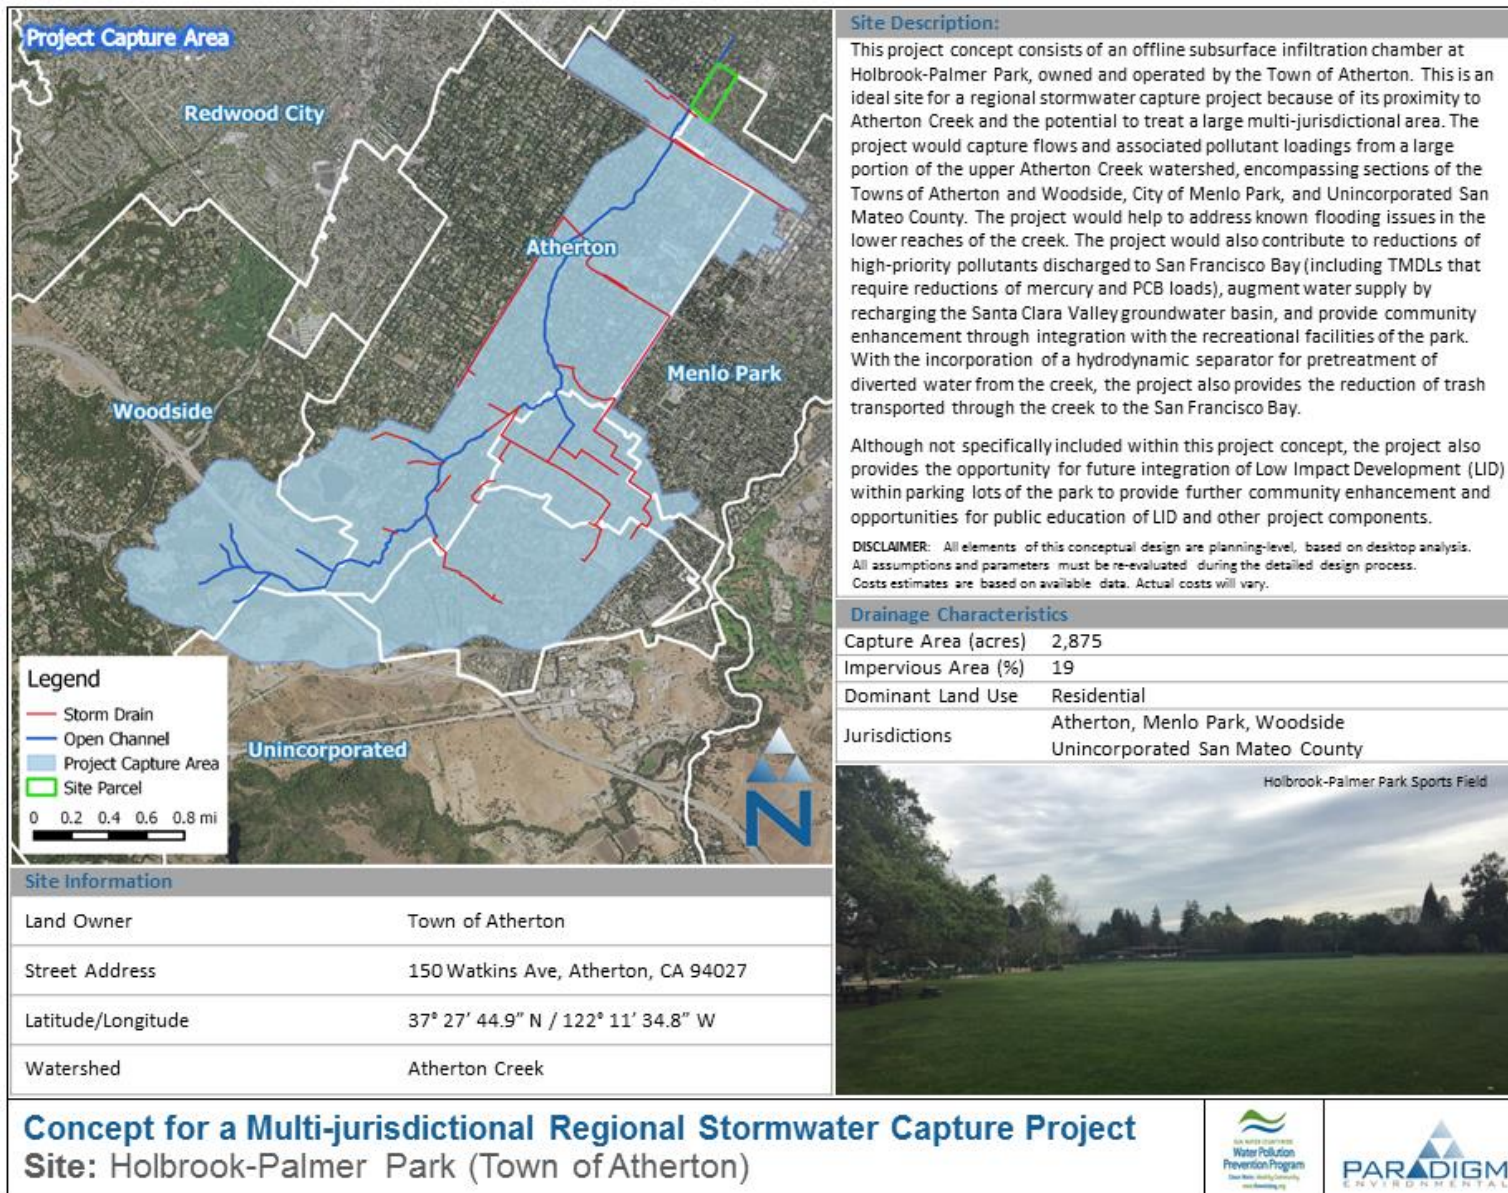 Project Capture Area
Redwood City
Atherton
Menlo Park
Woodside
Unincorporated
Legend
Storm Drain
Open Channel
Project Capture Area
Site Parcel
0 0.2 0.4 0.6 0.8 mi
N
Site Information
Land Owner Town of Atherton
Street Address 150 Watkins Ave, Atherton, CA 94027
Latitude/Longitude 37° 27′ 44.9″ N / 122° 11′ 34.8″ W
Watershed Atherton Creek
Site Description:
This project concept consists of an offline subsurface infiltration chamber at
Holbrook-Palmer Park, owned and operated by the Town of Atherton. This is an
ideal site for a regional stormwater capture project because of its proximity to
Atherton Creek and the potential to treat a large multi-jurisdictional area. The
project would capture flows and associated pollutant loadings from a large
portion of the upper Atherton Creek watershed, encompassing sections of the
Towns of Atherton and Woodside, City of Menlo Park, and Unincorporated San
Mateo County. The project would help to address known flooding issues in the
lower reaches of the creek. The project would also contribute to reductions of
high-priority pollutants discharged to San Francisco Bay (including TMDLs that
require reductions of mercury and PCB loads), augment water supply by
recharging the Santa Clara Valley groundwater basin, and provide community
enhancement through integration with the recreational facilities of the park.
With the incorporation of a hydrodynamic separator for pretreatment of
diverted water from the creek, the project also provides the reduction of trash
transported through the creek to the San Francisco Bay.
Although not specifically included within this project concept, the project also
provides the opportunity for future integration of Low Impact Development (LID)
within parking lots of the park to provide further community enhancement and
opportunities for public education of LID and other project components.
DISCLAIMER: All elements of this conceptual design are planning-level, based on desktop analysis.
All assumptions and parameters must be re-evaluated during the detailed design process.
Costs estimates are based on available data. Actual costs will vary.
Drainage Characteristics
Capture Area (acres) 2,875
Impervious Area (%) 19
Dominant Land Use Residential
Jurisdictions Atherton, Menlo Park, Woodside
Unincorporated San Mateo County
Holbrook-Palmer Park Sports Field
Concept for a Multi-jurisdictional Regional Stormwater Capture Project
Site: Holbrook-Palmer Park (Town of Atherton)
Water Pollution
Prevention Program
PARADIGM
ENVIRONMENTAL